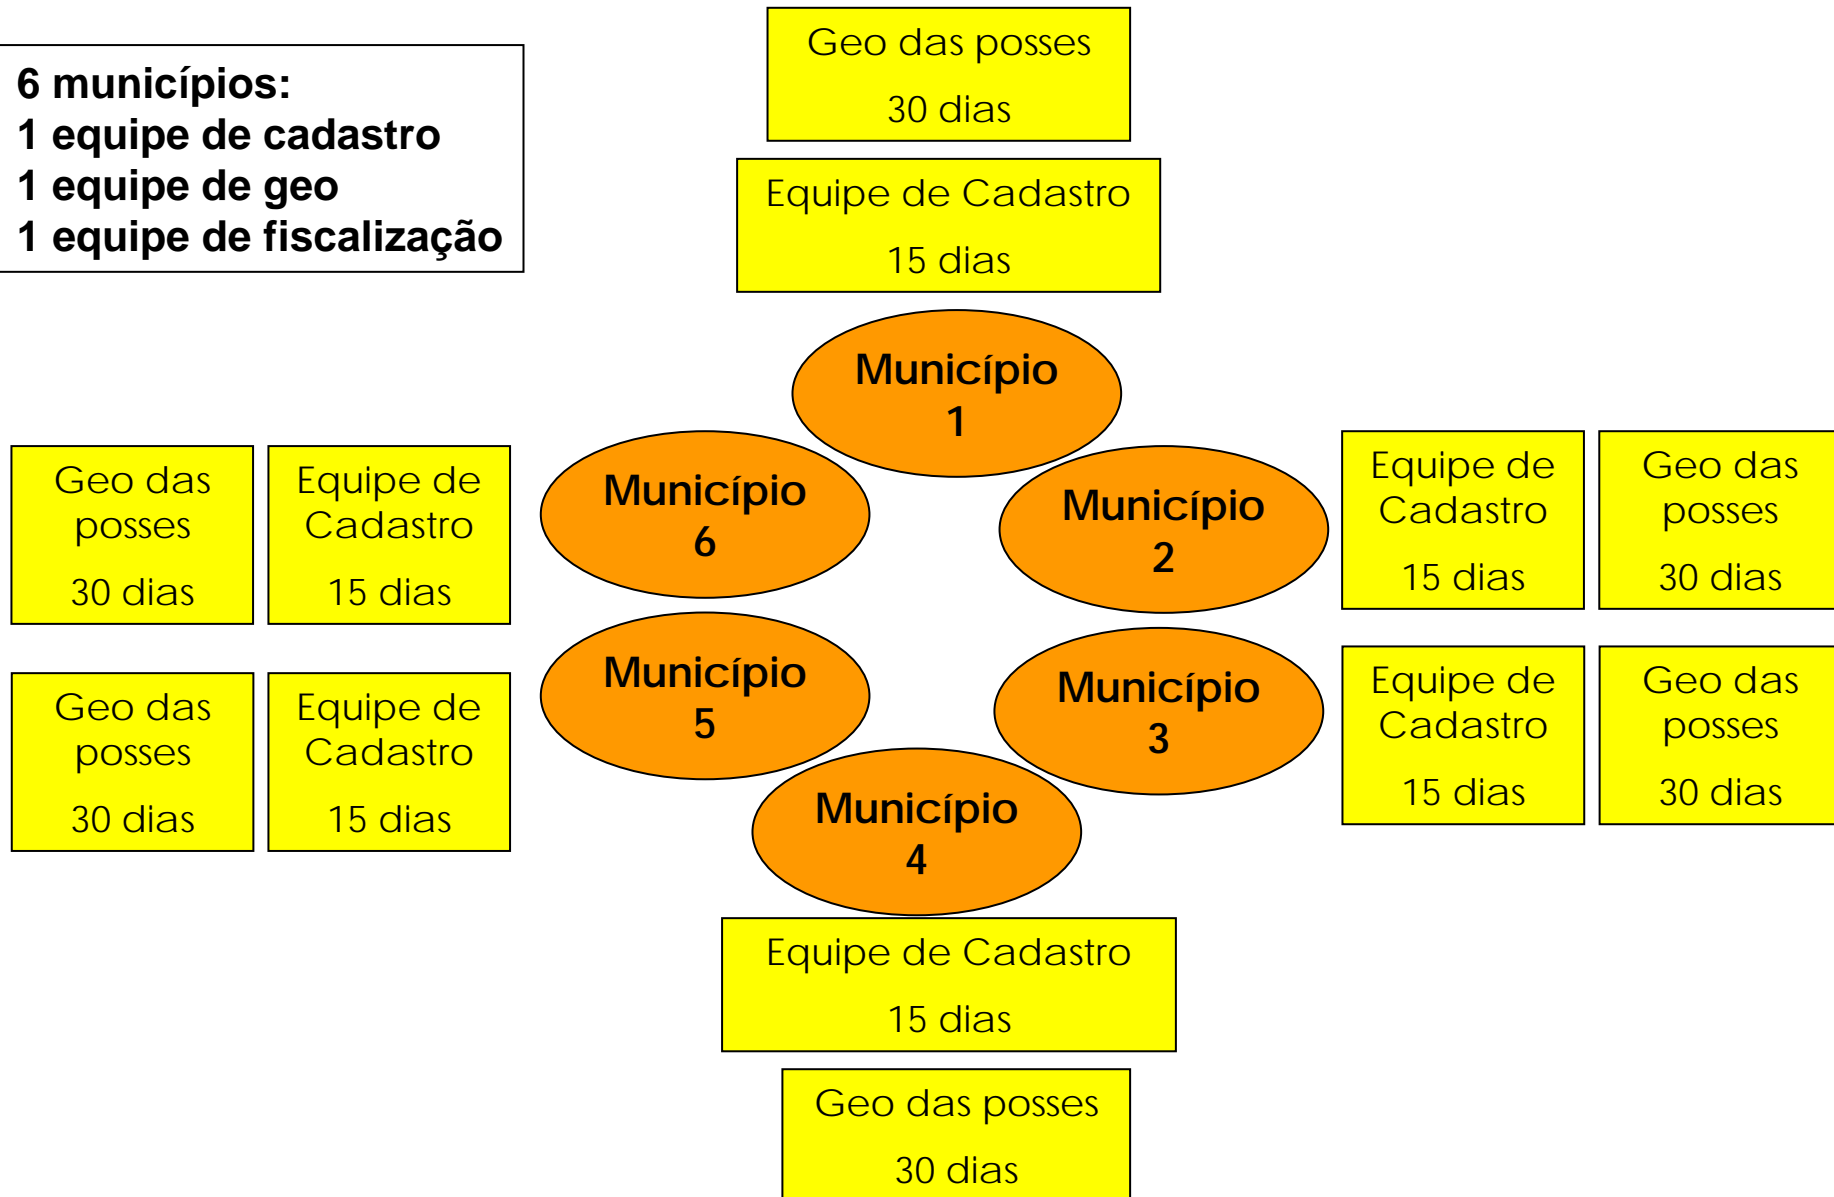 6 municípios:
1 equipe de cadastro
1 equipe de geo
1 equipe de fiscalização
Geo das posses
30 dias
Equipe de Cadastro
15 dias
Município
1
Geo das
posses
30 dias
Equipe de
Cadastro
15 dias
Município
6
Município
2
Equipe de
Cadastro
15 dias
Geo das
posses
30 dias
Geo das
posses
30 dias
Equipe de
Cadastro
15 dias
Município
5
Município
3
Equipe de
Cadastro
15 dias
Geo das
posses
30 dias
Município
4
Equipe de Cadastro
15 dias
Geo das posses
30 dias